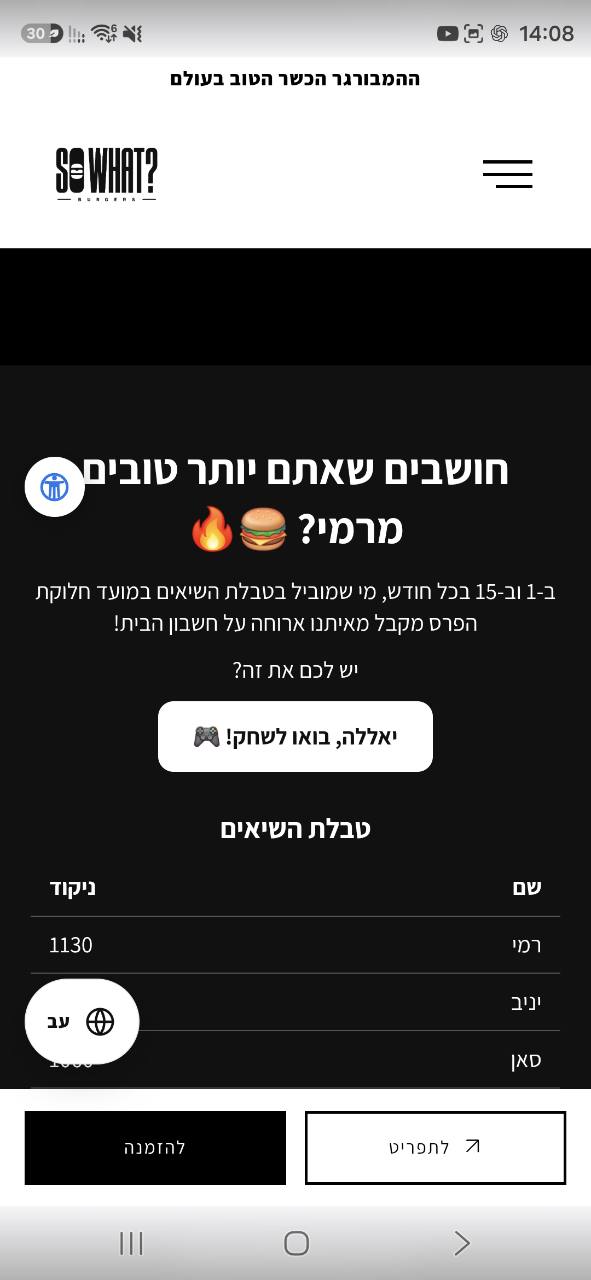 30
6
14:08
ההמבורגר הכשר הטוב בעולם
SO WHAT?
BURGERS
חושבים שאתם יותר טובים
מרמי? 🍔🔥
ב-1 וב-15 בכל חודש, מי שמוביל בטבלת השיאים במועד חלוקת
הפרס מקבל מאיתנו ארוחה על חשבון הבית!
יש לכם את זה?
יאללה, בואו לשחק! 🎮
טבלת השיאים
שם ניקוד
רמי 1130
יניב
סאן
עב
לתפריט
להזמנה